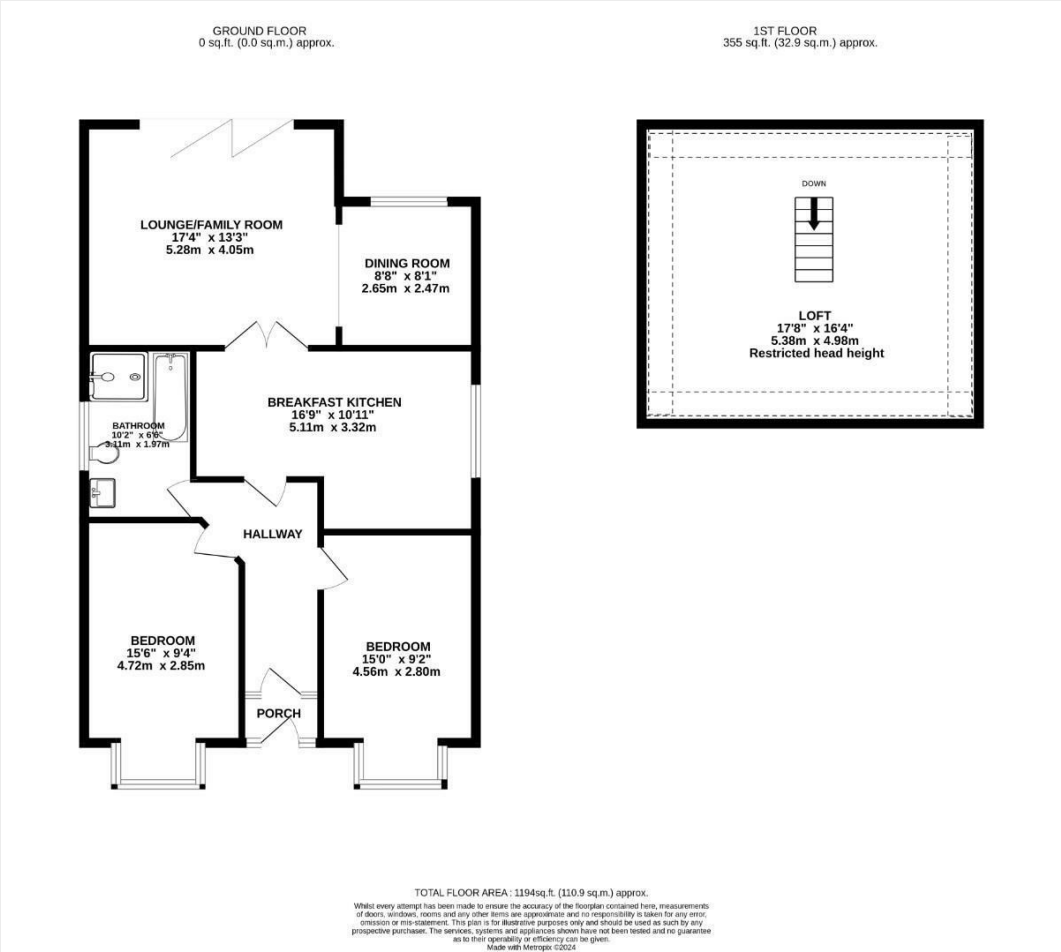 GROUND FLOOR
0 sq.ft. (0.0 sq.m.) approx.
1ST FLOOR
355 sq.ft. (32.9 sq.m.) approx.
LOUNGE/FAMILY ROOM
17'4" x 13'3"
5.28m x 4.05m
DINING ROOM
8'8" x 8'1"
2.65m x 2.47m
BREAKFAST KITCHEN
16'9" x 10'11"
5.11m x 3.32m
BATHROOM
10'2" x 6'6"
3.11m x 1.97m
HALLWAY
BEDROOM
15'6" x 9'4"
4.72m x 2.85m
BEDROOM
15'0" x 9'2"
4.56m x 2.80m
PORCH
DOWN
LOFT
17'8" x 16'4"
5.38m x 4.98m
Restricted head height
TOTAL FLOOR AREA : 1194sq.ft. (110.9 sq.m.) approx.
Whilst every attempt has been made to ensure the accuracy of the floorplan contained here, measurements
of doors, windows, rooms and any other items are approximate and no responsibility is taken for any error,
omission or mis-statement. This plan is for illustrative purposes only and should be used as such by any
prospective purchaser. The services, systems and appliances shown have not been tested and no guarantee
as to their operability or efficiency can be given.
Made with Metropix ©2024